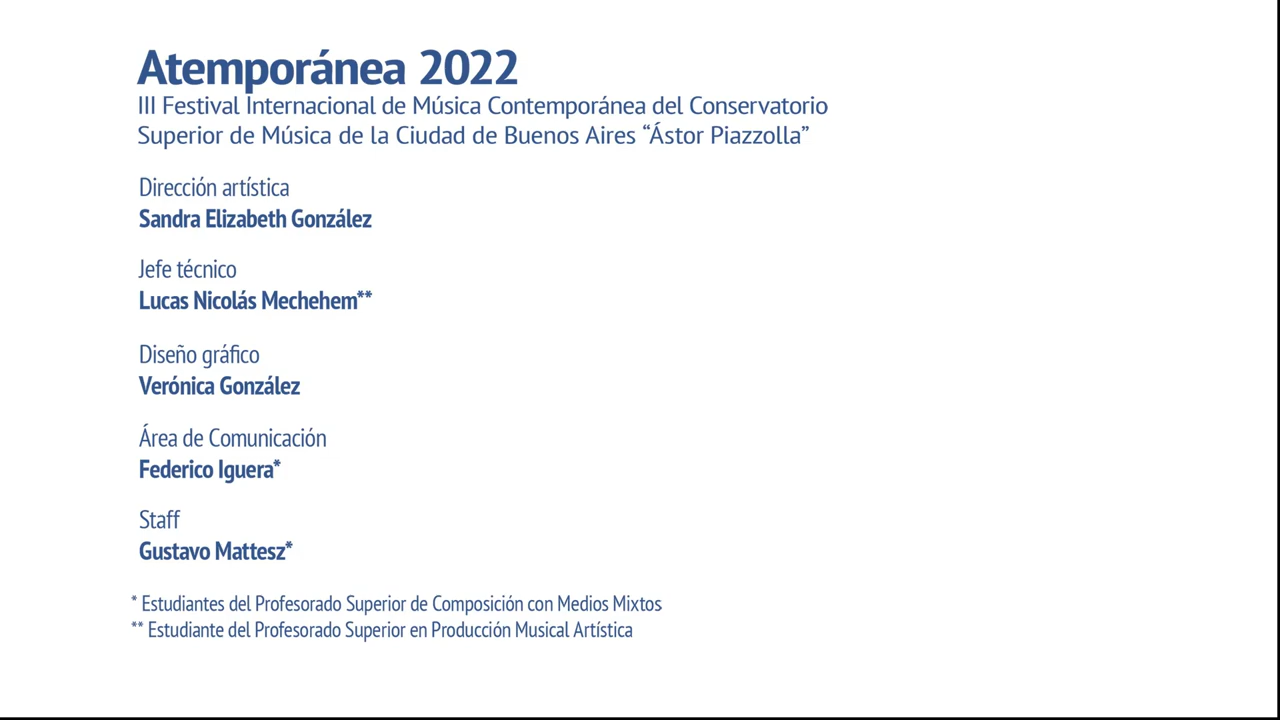 Atemporánea 2022
III Festival Internacional de Música Contemporánea del Conservatorio
Superior de Música de la Ciudad de Buenos Aires “Ástor Piazzolla”
Dirección artística
Sandra Elizabeth González
Jefe técnico
Lucas Nicolás Mechehem**
Diseño gráfico
Verónica González
Área de Comunicación
Federico Iguera*
Staff
Gustavo Mattesz*
* Estudiantes del Profesorado Superior de Composición con Medios Mixtos
** Estudiante del Profesorado Superior en Producción Musical Artística